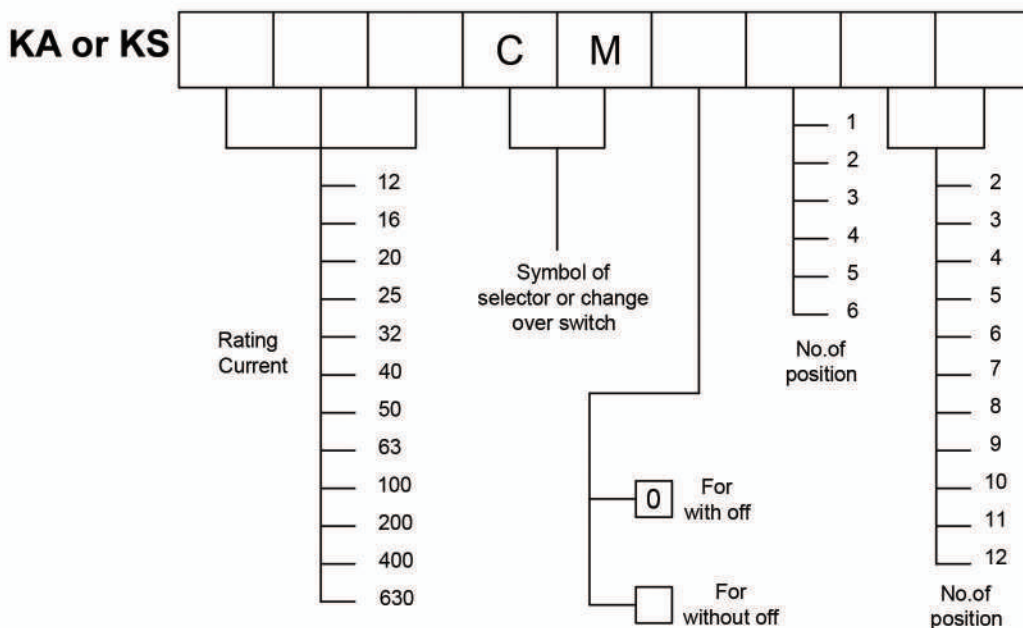 KA or KS
C M
12
16
20
25
32
40
50
63
100
200
400
630
Rating
Current
Symbol of
selector or change
over switch
0
For
with off
For
without off
1
2
3
4
5
6
No.of
position
2
3
4
5
6
7
8
9
10
11
12
No.of
position